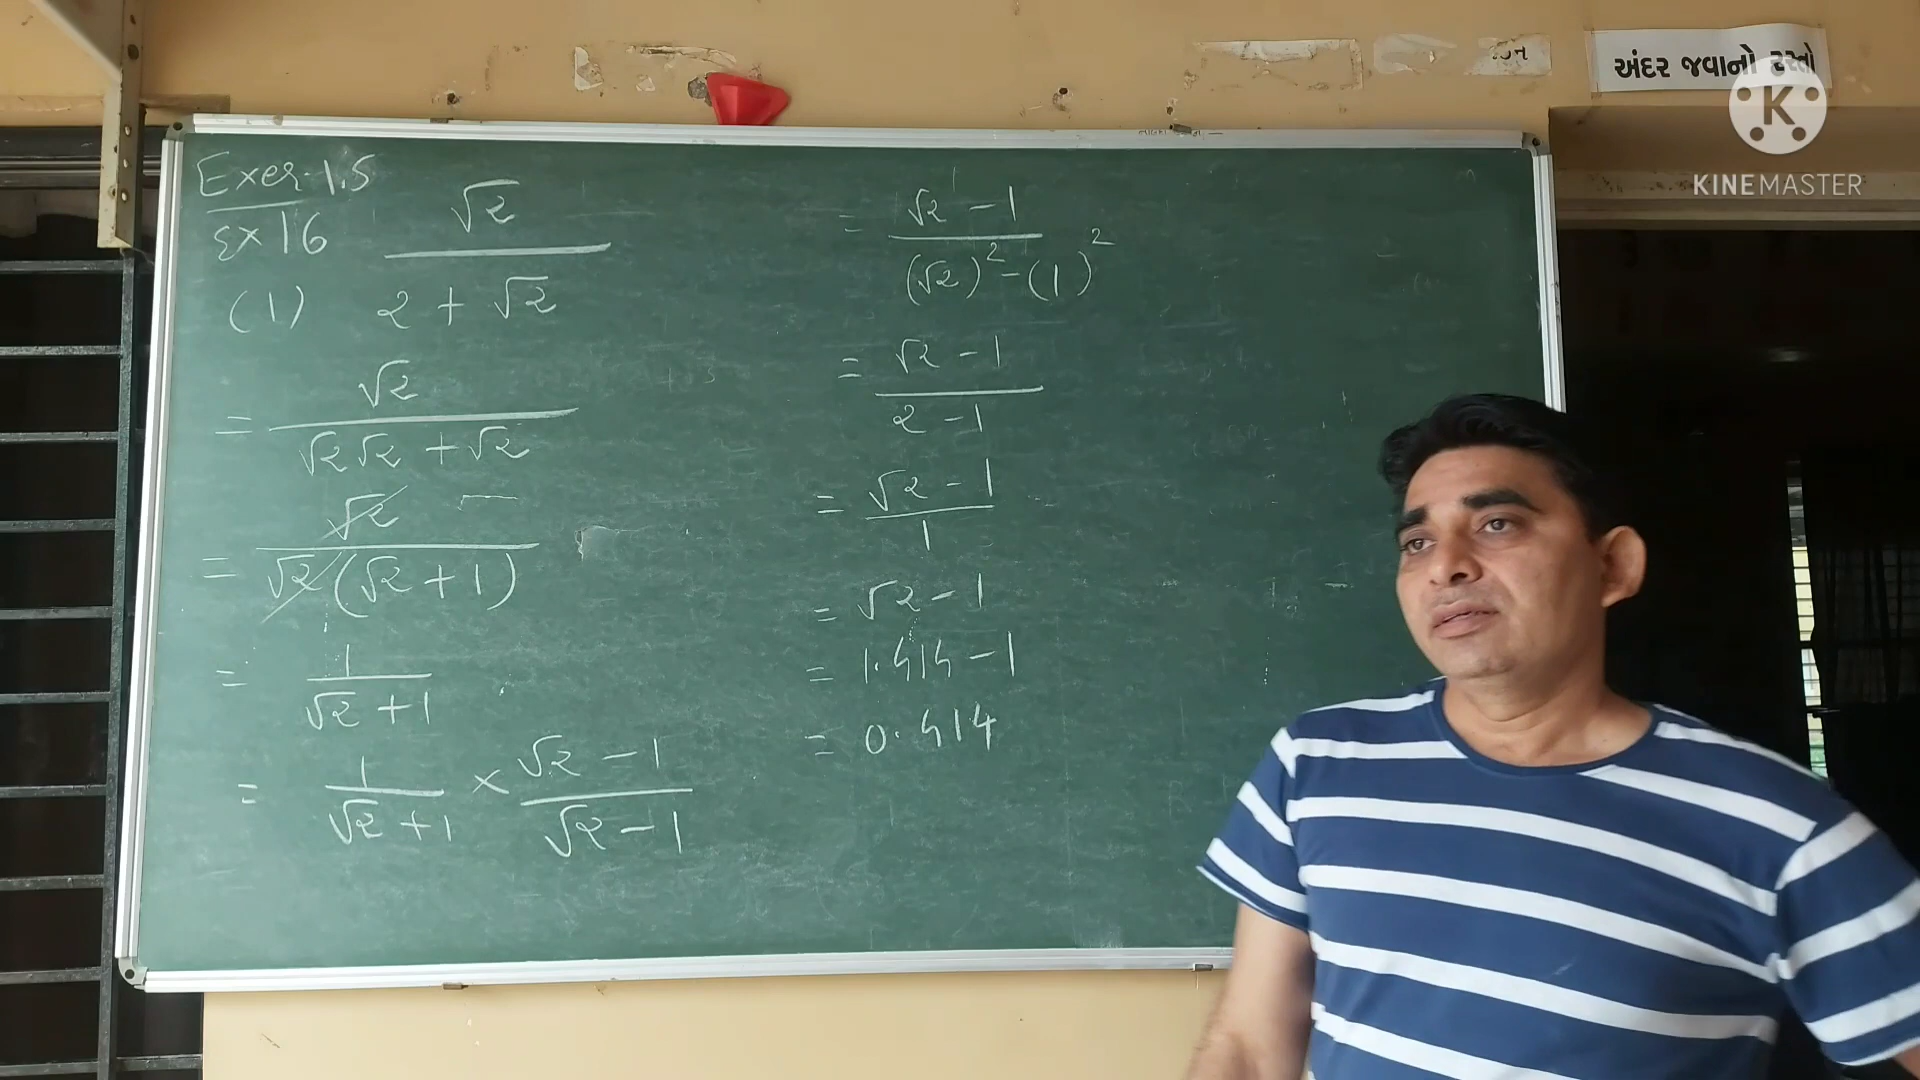 અંદર જવાનો રસ્તો
K
KINEMASTER
Exer-1.5
Ex 16
(1) √2 / (2 + √2)
= √2 / (√2 √2 + √2)
= √2 / (√2 (√2 + 1))
= 1 / (√2 + 1)
= 1 / (√2 + 1) × (√2 - 1) / (√2 - 1)
= (√2 - 1) / ((√2)² - (1)²)
= (√2 - 1) / (2 - 1)
= (√2 - 1) / 1
= √2 - 1
= 1.414 - 1
= 0.414